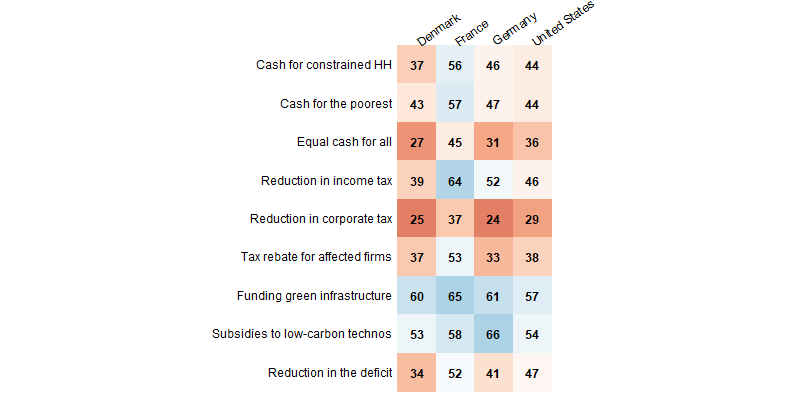 Denmark France Germany United States
Cash for constrained HH 37 56 46 44
Cash for the poorest 43 57 47 44
Equal cash for all 27 45 31 36
Reduction in income tax 39 64 52 46
Reduction in corporate tax 25 37 24 29
Tax rebate for affected firms 37 53 33 38
Funding green infrastructure 60 65 61 57
Subsidies to low-carbon technos 53 58 66 54
Reduction in the deficit 34 52 41 47